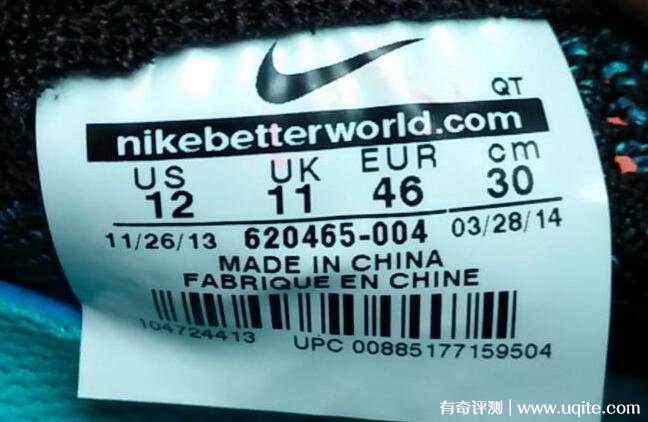 QT
nikebetterworld.com
US UK EUR cm
12 11 46 30
11/26/13 620465-004 03/28/14
MADE IN CHINA
FABRIQUE EN CHINE
104724413
UPC 00885177159504
有奇评测 | www.uqite.com